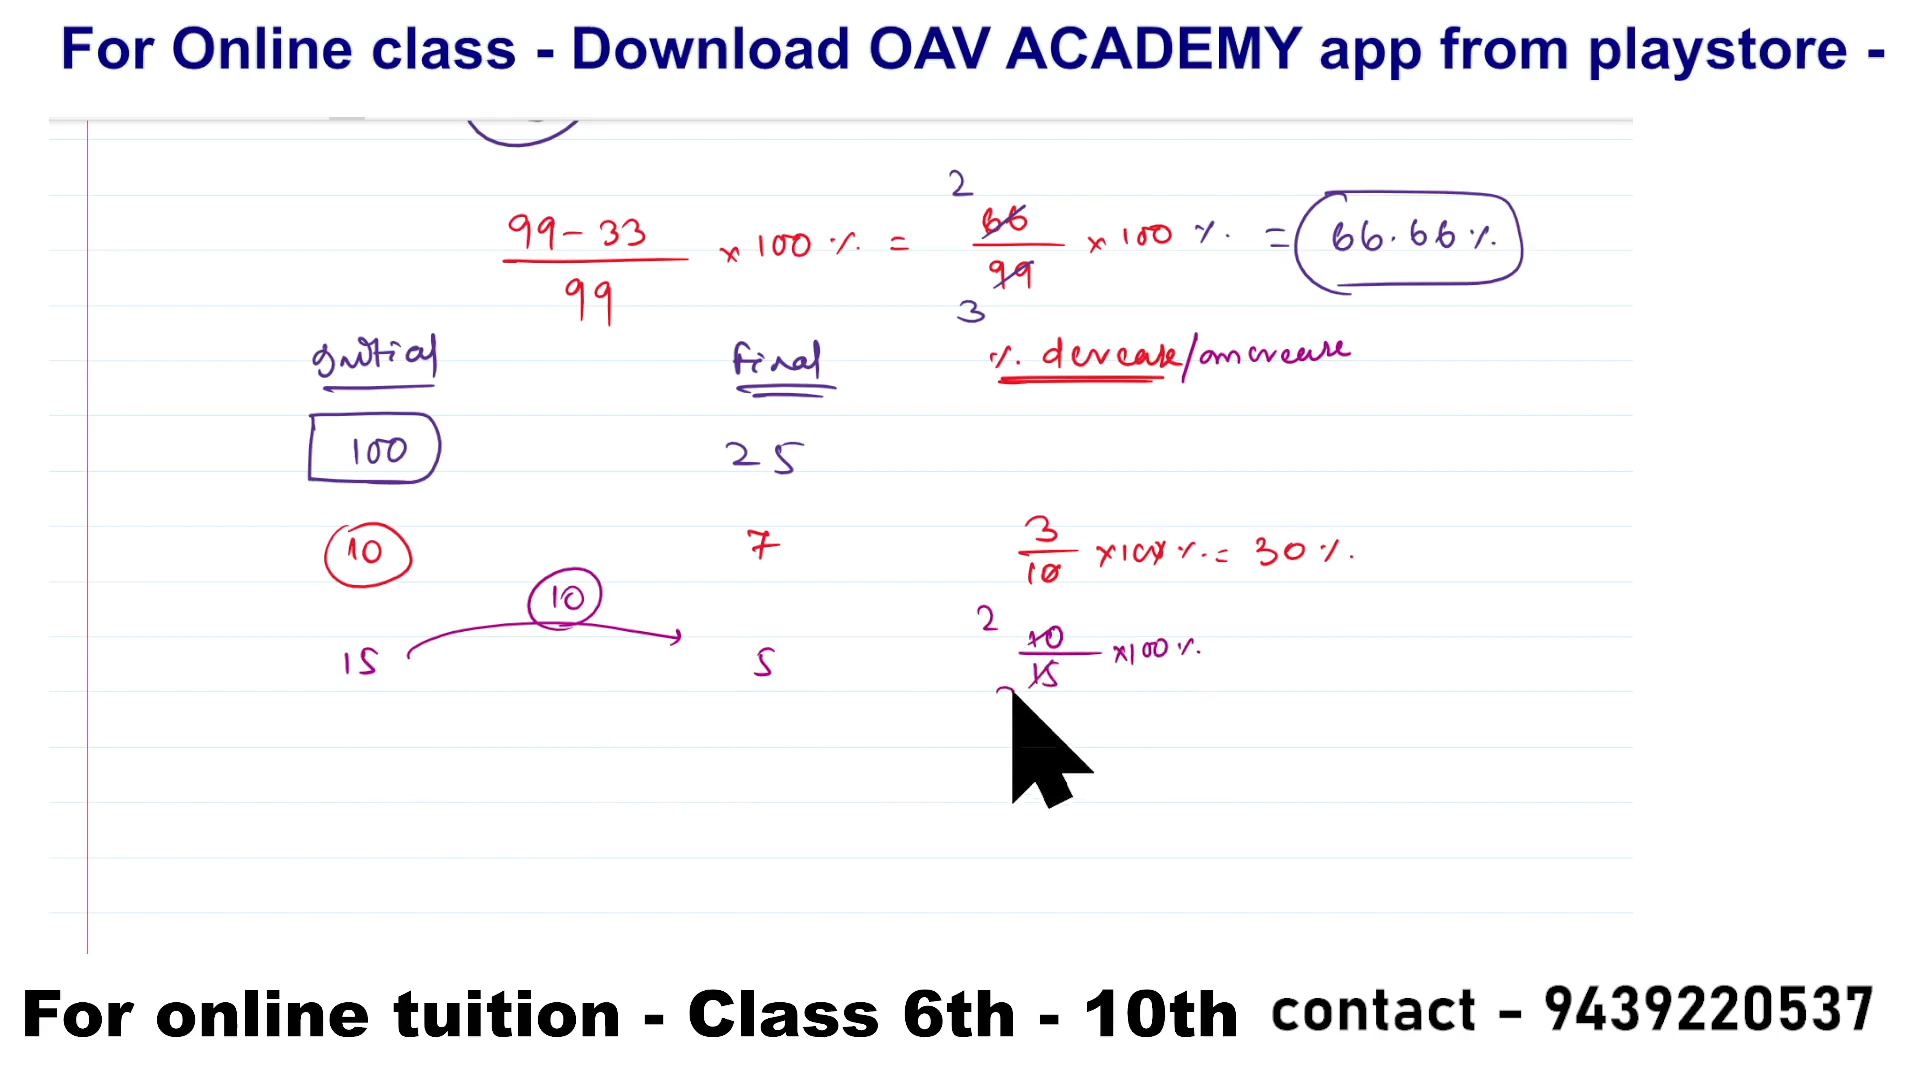 For Online class - Download OAV ACADEMY app from playstore -
2
99 - 33 / 99 × 100 % = 66 / 99 × 100 % = 66.66 %
3
Initial Final % decrease/increase
100 25
10 7 3/10 ×100 % = 30 %.
10
2
15 5 10/15 ×100 %.
For online tuition - Class 6th - 10th contact - 9439220537